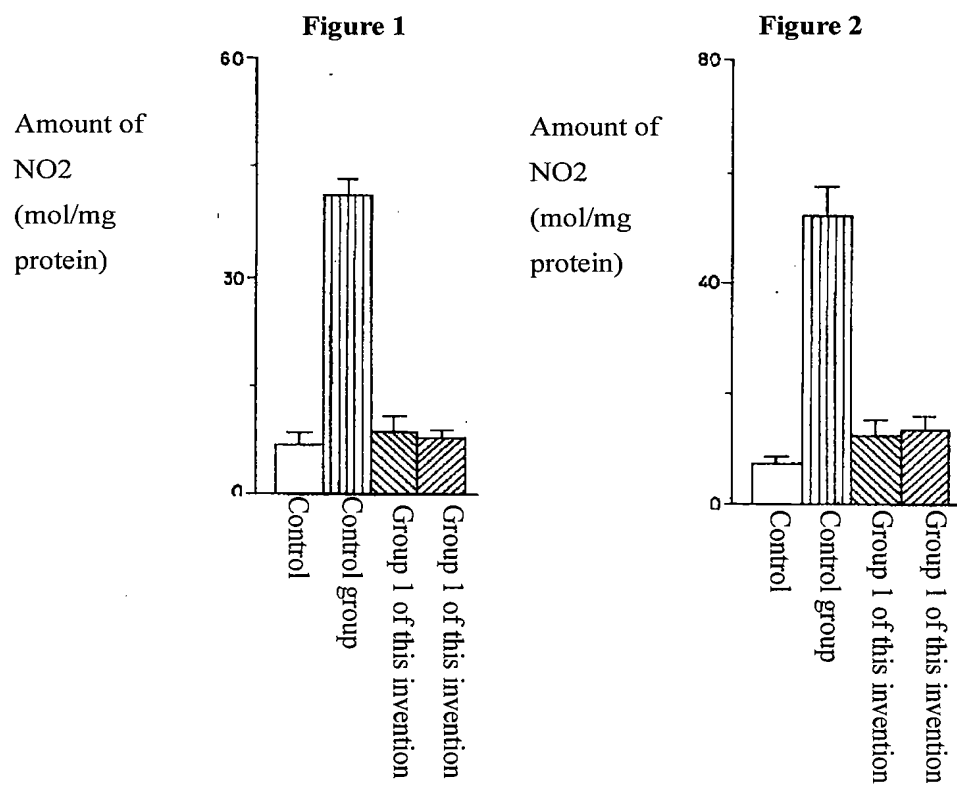 Figure 1
60
Amount of
NO2
(mol/mg
protein)
30
0
Control
Control group
Group 1 of this invention
Group 1 of this invention
Figure 2
80
Amount of
NO2
(mol/mg
protein)
40
0
Control
Control group
Group 1 of this invention
Group 1 of this invention